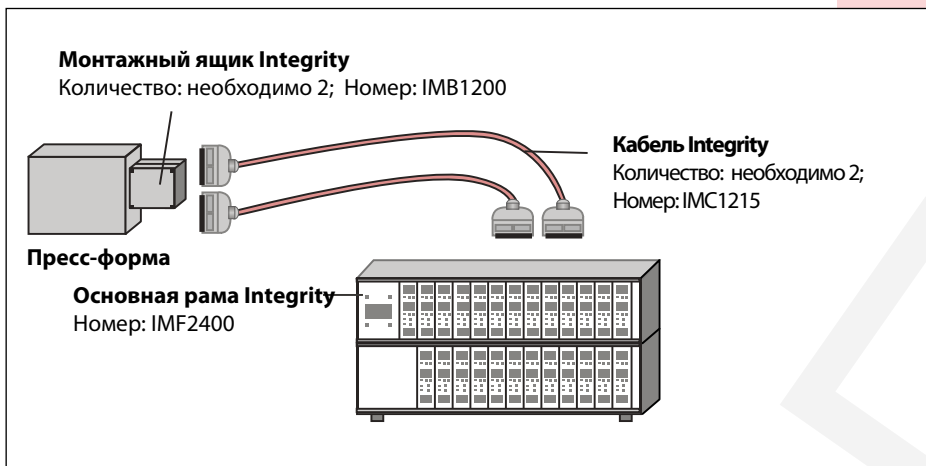 Монтажный ящик Integrity
Количество: необходимо 2; Номер: IMB1200
Кабель Integrity
Количество: необходимо 2;
Номер: IMC1215
Пресс-форма
Основная рама Integrity
Номер: IMF2400